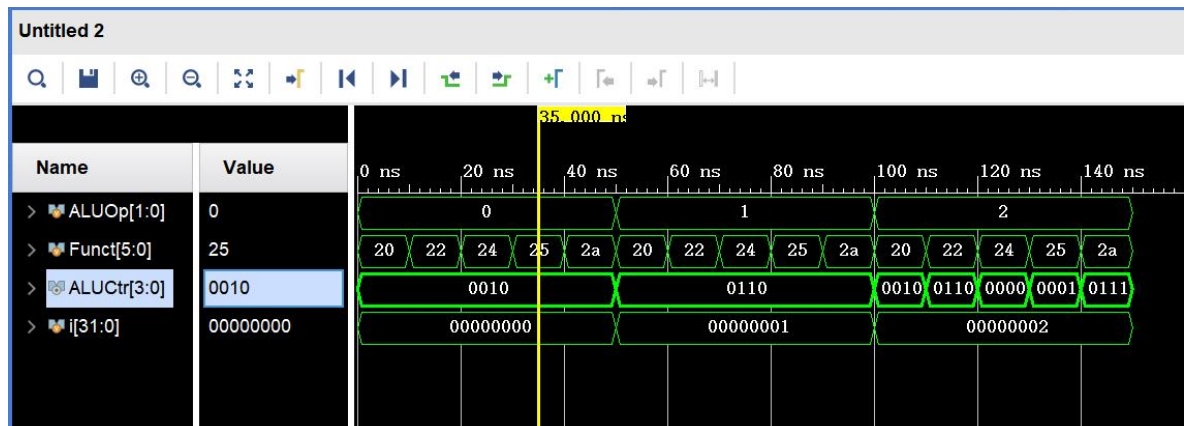 Untitled 2
35.000 ns
Name Value 0 ns 20 ns 40 ns 60 ns 80 ns 100 ns 120 ns 140 ns
ALUOp[1:0] 0 0 1 2
Funct[5:0] 25 20 22 24 25 2a 20 22 24 25 2a 20 22 24 25 2a
ALUCtr[3:0] 0010 0010 0110 0010 0110 0000 0001 0111
i[31:0] 00000000 00000000 00000001 00000002